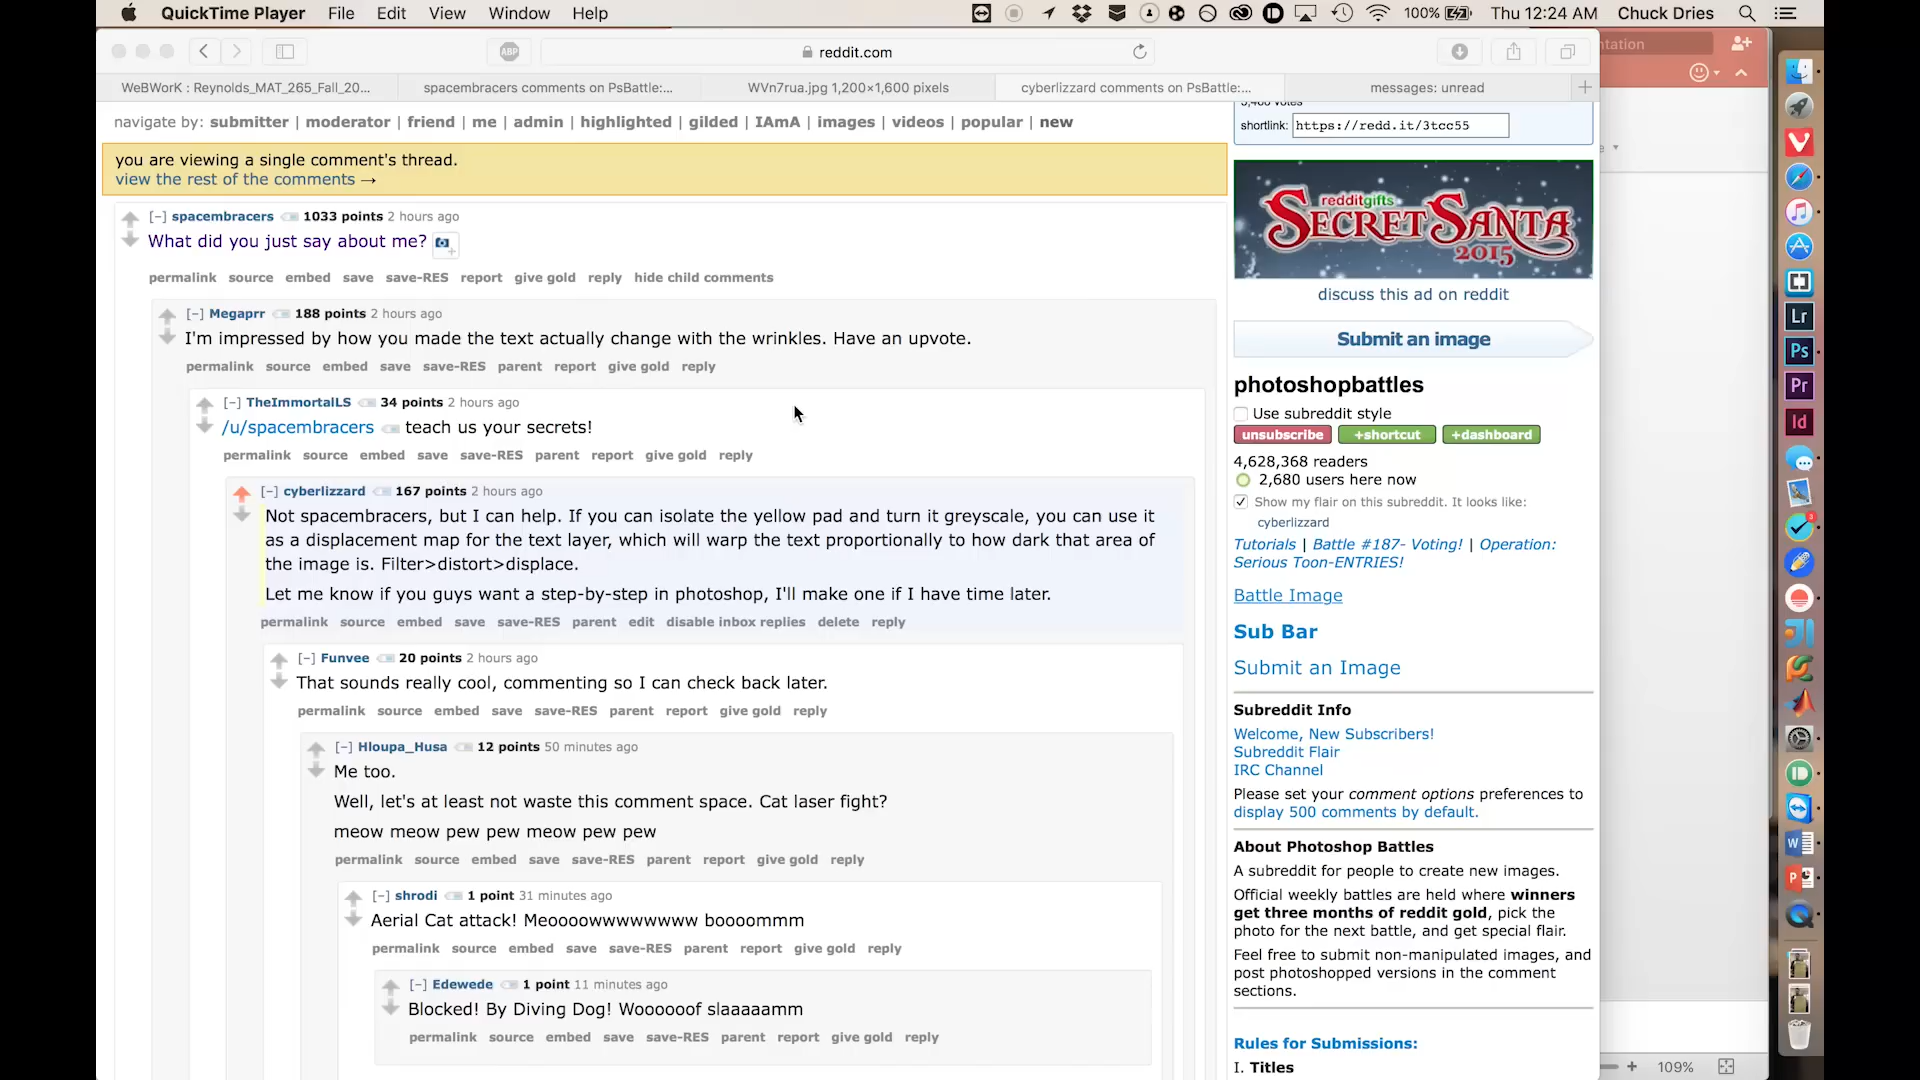 QuickTime Player File Edit View Window Help 100% Thu 12:24 AM Chuck Dries
ABP reddit.com
WeBWorK : Reynolds_MAT_265_Fall_20... spacembracers comments on PsBattle:... WVn7rua.jpg 1,200×1,600 pixels cyberlizzard comments on PsBattle:... messages: unread
navigate by: submitter | moderator | friend | me | admin | highlighted | gilded | IAmA | images | videos | popular | new
you are viewing a single comment's thread.
view the rest of the comments →
[–] spacembracers 1033 points 2 hours ago
What did you just say about me?
permalink source embed save save-RES report give gold reply hide child comments
[–] Megaprr 188 points 2 hours ago
I'm impressed by how you made the text actually change with the wrinkles. Have an upvote.
permalink source embed save save-RES parent report give gold reply
[–] TheImmortalLS 34 points 2 hours ago
/u/spacembracers teach us your secrets!
permalink source embed save save-RES parent report give gold reply
[–] cyberlizzard 167 points 2 hours ago
Not spacembracers, but I can help. If you can isolate the yellow pad and turn it greyscale, you can use it
as a displacement map for the text layer, which will warp the text proportionally to how dark that area of
the image is. Filter>distort>displace.
Let me know if you guys want a step-by-step in photoshop, I'll make one if I have time later.
permalink source embed save save-RES parent edit disable inbox replies delete reply
[–] Funvee 20 points 2 hours ago
That sounds really cool, commenting so I can check back later.
permalink source embed save save-RES parent report give gold reply
[–] Hloupa_Husa 12 points 50 minutes ago
Me too.
Well, let's at least not waste this comment space. Cat laser fight?
meow meow pew pew meow pew pew
permalink source embed save save-RES parent report give gold reply
[–] shrodi 1 point 31 minutes ago
Aerial Cat attack! Meoooowwwwwwww boooommm
permalink source embed save save-RES parent report give gold reply
[–] Edewede 1 point 11 minutes ago
Blocked! By Diving Dog! Woooooof slaaaaamm
permalink source embed save save-RES parent report give gold reply
shortlink: https://redd.it/3tcc55
redditgifts
SECRET SANTA
2015
discuss this ad on reddit
Submit an image
photoshopbattles
Use subreddit style
unsubscribe +shortcut +dashboard
4,628,368 readers
2,680 users here now
Show my flair on this subreddit. It looks like:
cyberlizzard
Tutorials | Battle #187- Voting! | Operation:
Serious Toon-ENTRIES!
Battle Image
Sub Bar
Submit an Image
Subreddit Info
Welcome, New Subscribers!
Subreddit Flair
IRC Channel
Please set your comment options preferences to
display 500 comments by default.
About Photoshop Battles
A subreddit for people to create new images.
Official weekly battles are held where winners
get three months of reddit gold, pick the
photo for the next battle, and get special flair.
Feel free to submit non-manipulated images, and
post photoshopped versions in the comment
sections.
Rules for Submissions:
I. Titles
Lr
Ps
Pr
Id
3
W
P
109%